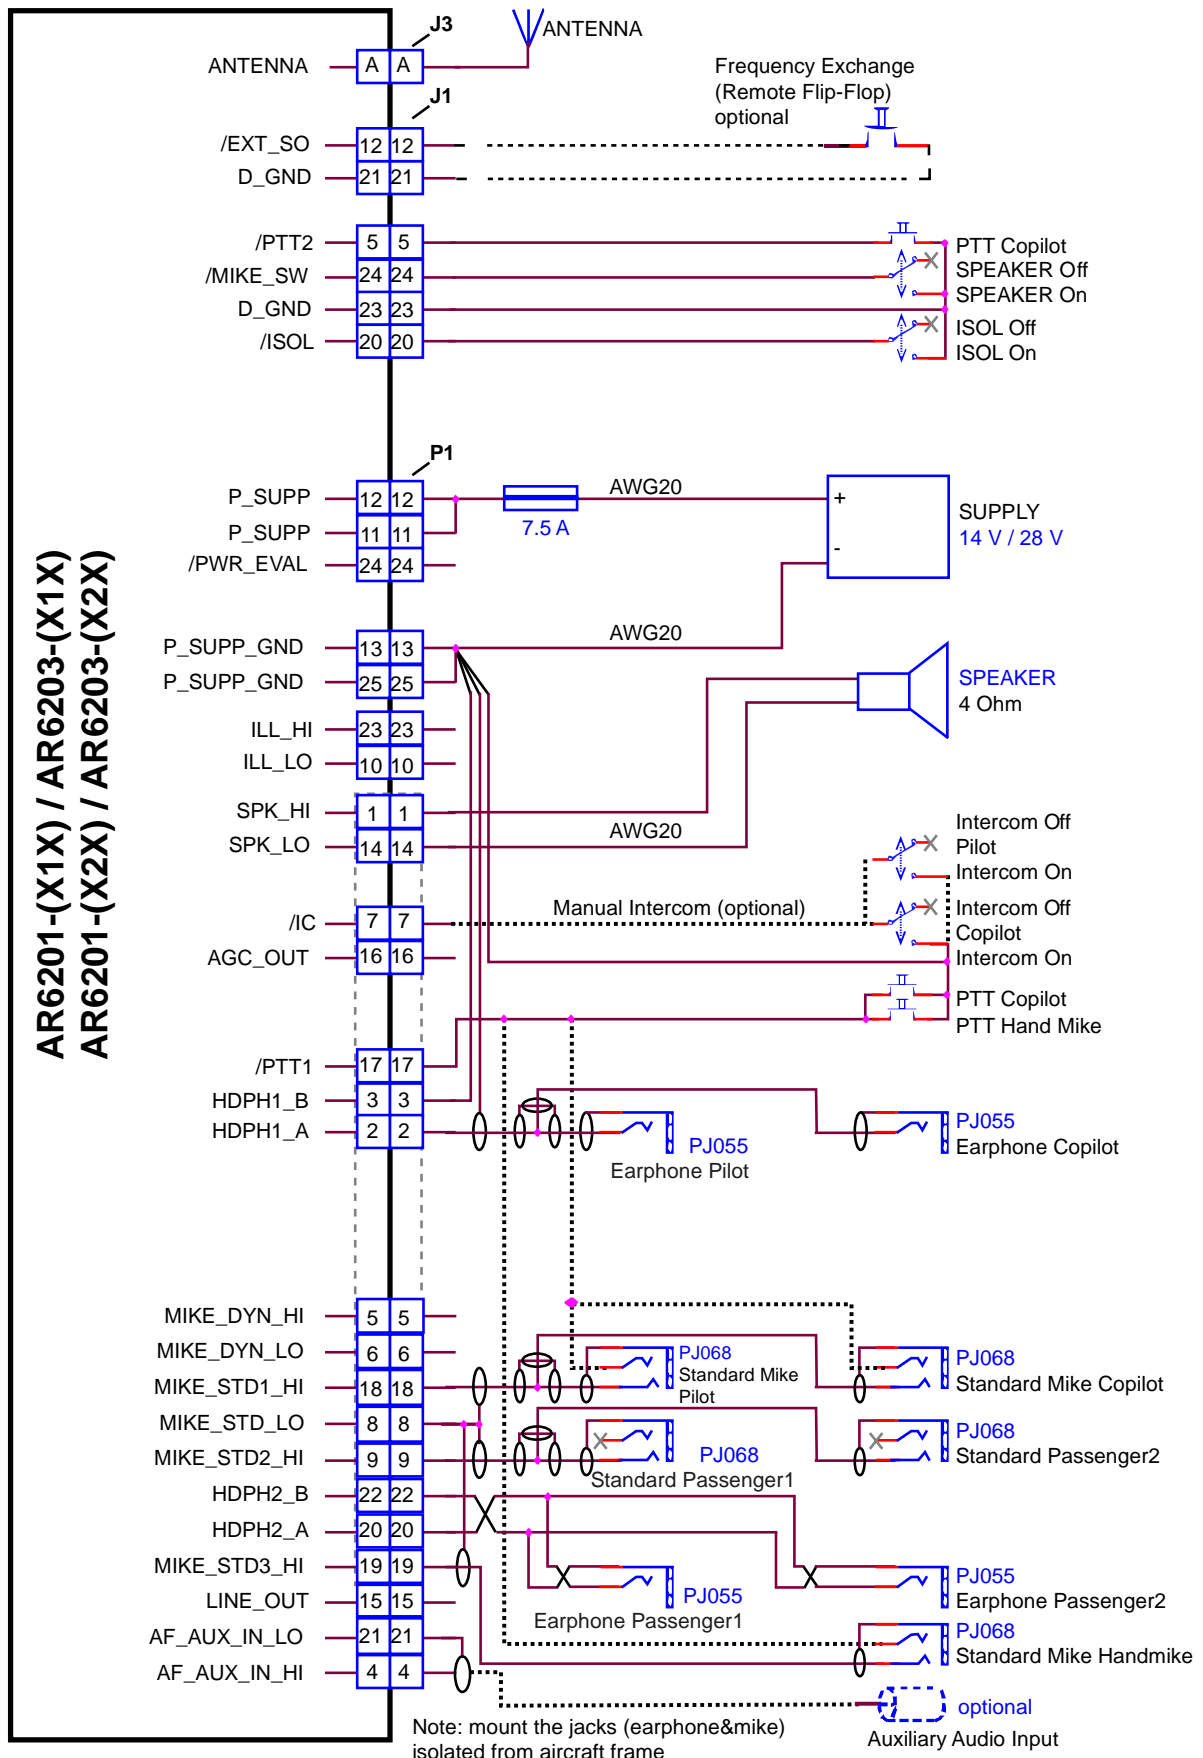 J3
ANTENNA
ANTENNA A A
J1
Frequency Exchange
(Remote Flip-Flop)
optional
/EXT_SO 12 12
D_GND 21 21
/PTT2 5 5
PTT Copilot
/MIKE_SW 24 24
SPEAKER Off
SPEAKER On
D_GND 23 23
/ISOL 20 20
ISOL Off
ISOL On
P1
P_SUPP 12 12
AWG20
+
-
SUPPLY
14 V / 28 V
P_SUPP 11 11
7.5 A
/PWR_EVAL 24 24
AR6201-(X1X) / AR6203-(X1X)
AR6201-(X2X) / AR6203-(X2X)
P_SUPP_GND 13 13
AWG20
P_SUPP_GND 25 25
SPEAKER
4 Ohm
ILL_HI 23 23
ILL_LO 10 10
SPK_HI 1 1
SPK_LO 14 14
AWG20
Intercom Off
Pilot
Intercom On
/IC 7 7
Manual Intercom (optional)
Intercom Off
Copilot
Intercom On
AGC_OUT 16 16
PTT Copilot
PTT Hand Mike
/PTT1 17 17
HDPH1_B 3 3
HDPH1_A 2 2
PJ055
Earphone Pilot
PJ055
Earphone Copilot
MIKE_DYN_HI 5 5
MIKE_DYN_LO 6 6
MIKE_STD1_HI 18 18
PJ068
Standard Mike
Pilot
PJ068
Standard Mike Copilot
MIKE_STD_LO 8 8
MIKE_STD2_HI 9 9
PJ068
Standard Passenger1
PJ068
Standard Passenger2
HDPH2_B 22 22
HDPH2_A 20 20
MIKE_STD3_HI 19 19
PJ055
Earphone Passenger1
PJ055
Earphone Passenger2
LINE_OUT 15 15
AF_AUX_IN_LO 21 21
PJ068
Standard Mike Handmike
AF_AUX_IN_HI 4 4
optional
Auxiliary Audio Input
Note: mount the jacks (earphone&mike)
isolated from aircraft frame